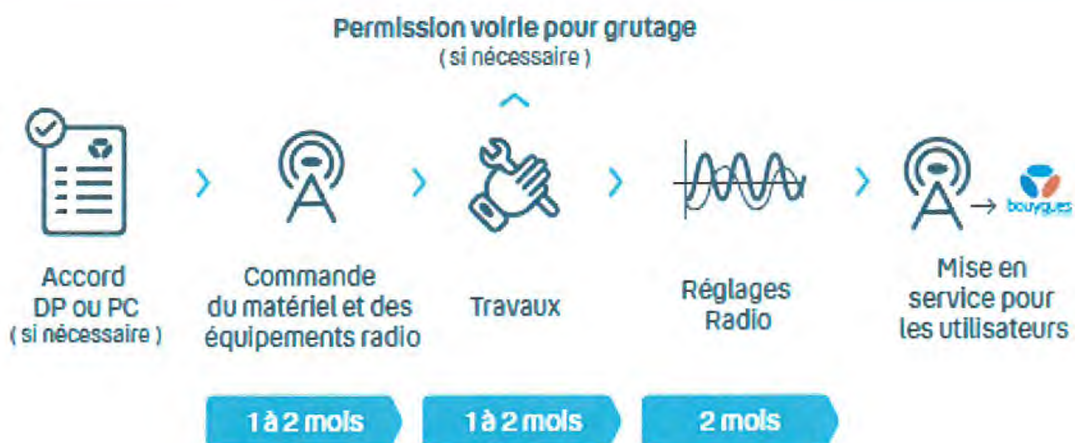 Permission voirie pour grutage
( si nécessaire )
Accord
DP ou PC
( si nécessaire )
Commande
du matériel et des
équipements radio
Travaux
Réglages
Radio
bouygues
Mise en
service pour
les utilisateurs
1 à 2 mois
1 à 2 mois
2 mois